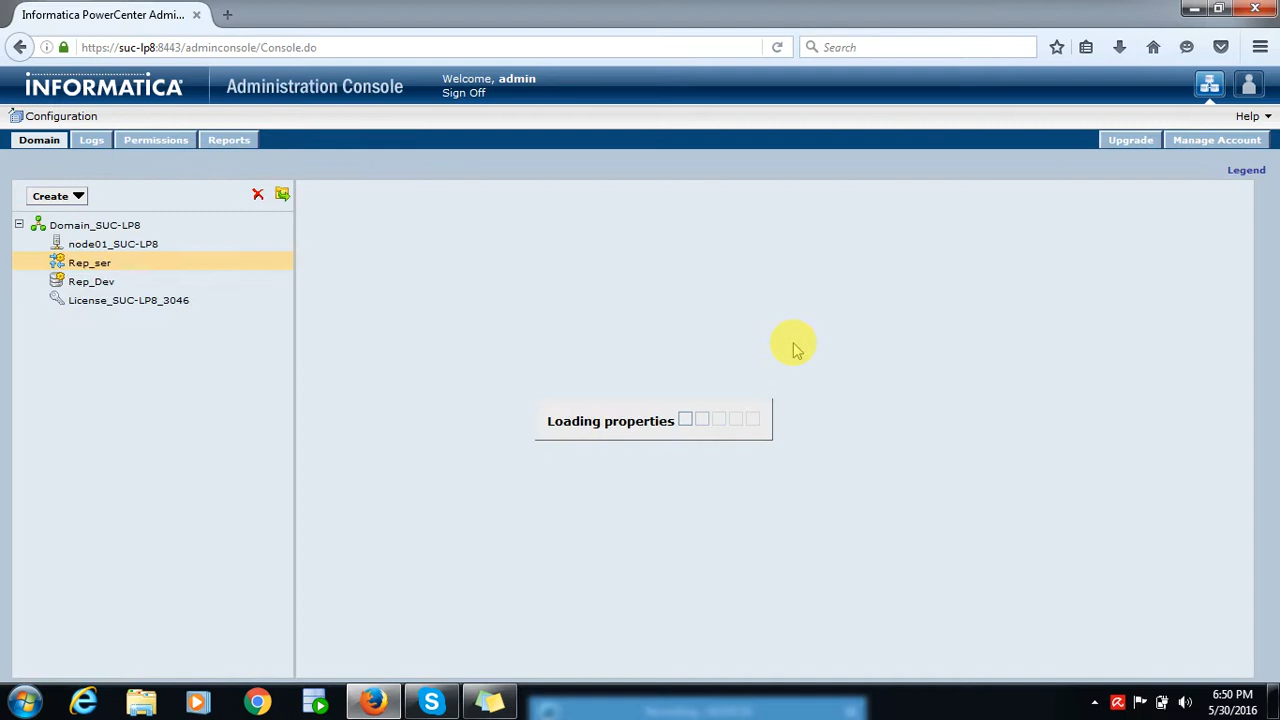 Informatica PowerCenter Admi...
https://suc-lp8:8443/adminconsole/Console.do
Search
INFORMATICA
Administration Console
Welcome, admin
Sign Off
Configuration
Help
Domain Logs Permissions Reports
Upgrade Manage Account
Legend
Create
Domain_SUC-LP8
node01_SUC-LP8
Rep_ser
Rep_Dev
License_SUC-LP8_3046
Loading properties
6:50 PM
5/30/2016